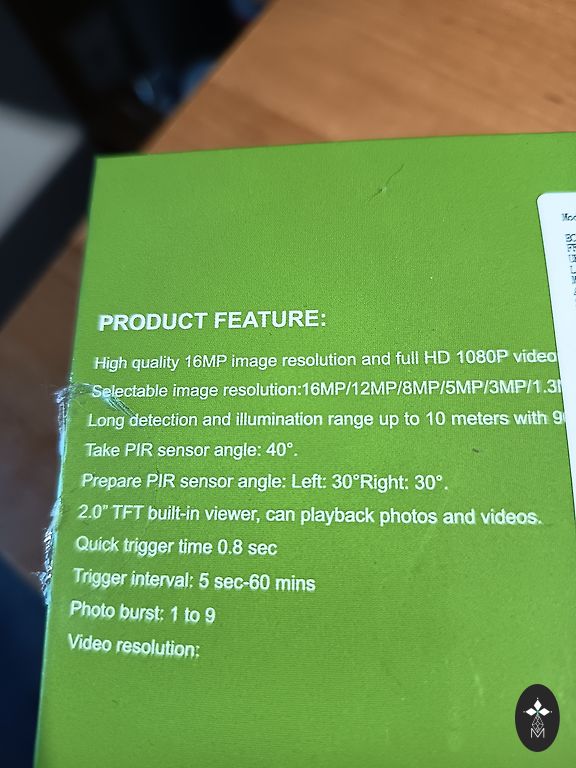 PRODUCT FEATURE:
High quality 16MP image resolution and full HD 1080P video
Selectable image resolution:16MP/12MP/8MP/5MP/3MP/1.3
Long detection and illumination range up to 10 meters with
Take PIR sensor angle: 40°.
Prepare PIR sensor angle: Left: 30°Right: 30°.
2.0” TFT built-in viewer, can playback photos and videos.
Quick trigger time 0.8 sec
Trigger interval: 5 sec-60 mins
Photo burst: 1 to 9
Video resolution:
M